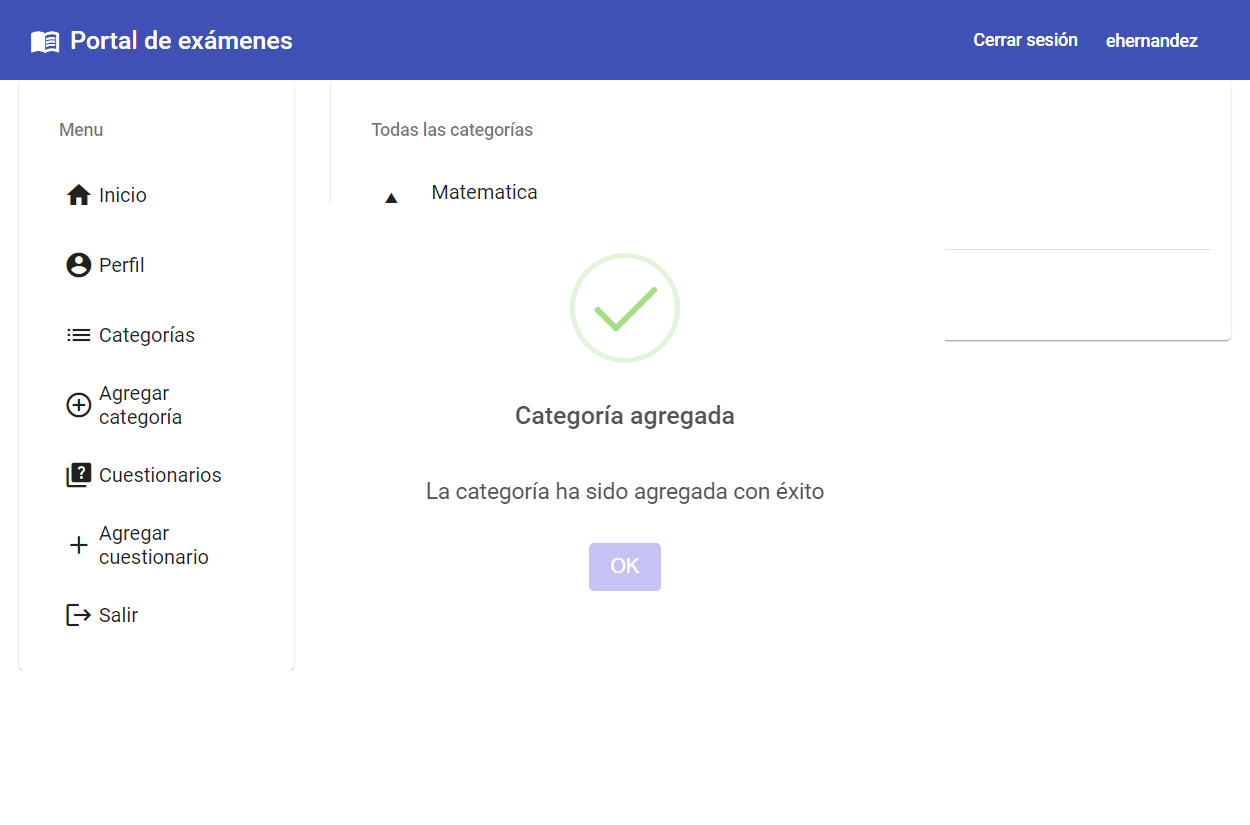 Portal de exámenes
Cerrar sesión
ehernandez
Menu
Inicio
Perfil
Categorías
Agregar
categoría
Cuestionarios
Agregar
cuestionario
Salir
Todas las categorías
Matematica
Categoría agregada
La categoría ha sido agregada con éxito
OK